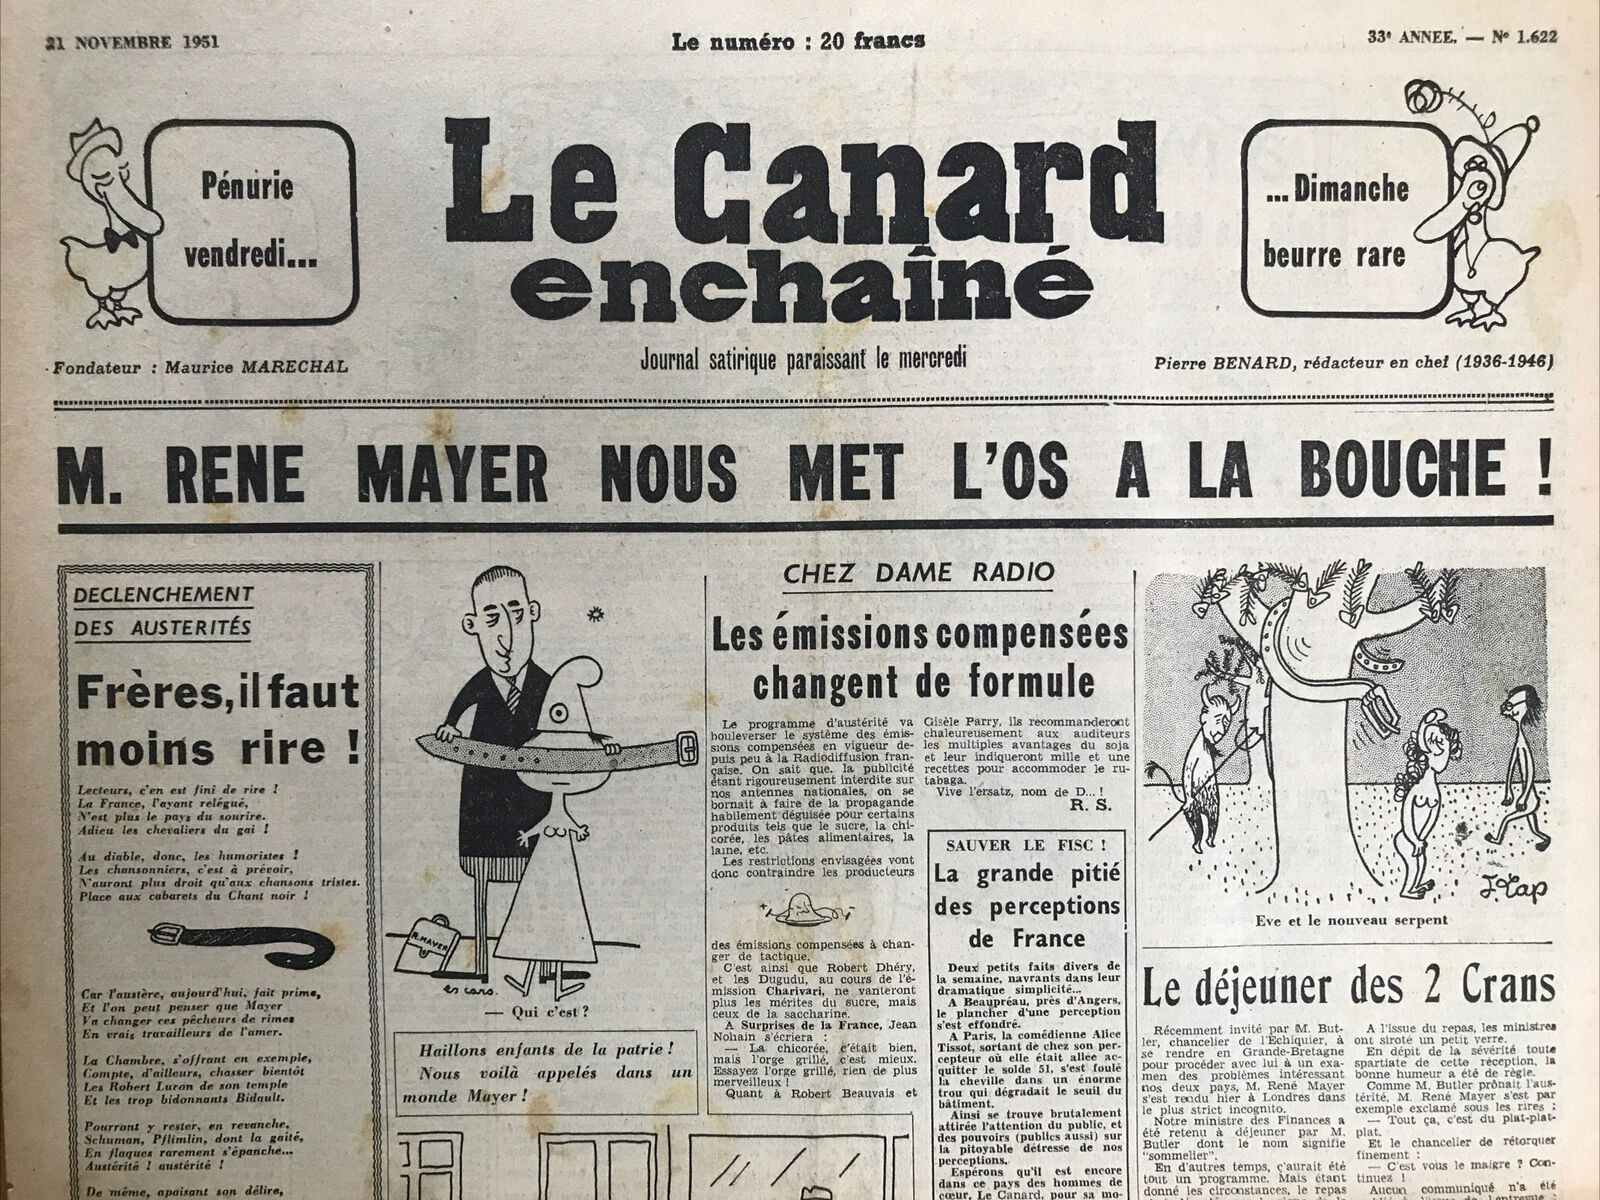 21 NOVEMBRE 1951
Le numéro : 20 francs
33e ANNEE. — No 1.622
Pénurie
vendredi...
Le Canard
enchaîné
...Dimanche
beurre rare
Fondateur : Maurice MARECHAL
Journal satirique paraissant le mercredi
Pierre BENARD, rédacteur en chef (1936-1946)
M. RENE MAYER NOUS MET L'OS A LA BOUCHE !
DECLENCHEMENT
DES AUSTERITÉS
Frères, il faut
moins rire !
Lecteurs, c'en est fini de rire !
La France, l'ayant relégué,
N'est plus le pays du sourire.
Adieu les chevaliers du gai !
Au diable, donc, les humoristes !
Les chansonniers, c'est à prévoir,
N'auront plus droit qu'aux chansons tristes.
Place aux cabarets du Chant noir !
Car l'austère, aujourd'hui, fait prime,
Et l'on peut penser que Mayer
Va changer ces pêcheurs de rimes
En vrais travailleurs de l'amer.
La Chambre, s'offrant en exemple,
Compte, d'ailleurs, chasser bientôt
Les Robert Luron de son temple
Et les trop bidonnants Bidault.
Pourront y rester, en revanche,
Schuman, Pflimlin, dont la gaîté,
En flaques rarement s'épanche...
Austérité ! austérité !
De même, apaisant son délire,
R. MAYER
escaro.
— Qui c'est ?
Haillons enfants de la patrie !
Nous voilà appelés dans un
monde Mayer !
CHEZ DAME RADIO
Les émissions compensées
changent de formule
Le programme d'austérité va
bouleverser le système des émis-
sions compensées en vigueur de-
puis peu à la Radiodiffusion fran-
çaise. On sait que, la publicité
étant rigoureusement interdite sur
nos antennes nationales, on se
bornait à faire de la propagande
habilement déguisée pour certains
produits tels que le sucre, la chi-
corée, les pâtes alimentaires, la
laine, etc.
Les restrictions envisagées vont
donc contraindre les producteurs
des émissions compensées à chan-
ger de tactique.
C'est ainsi que Robert Dhéry,
et les Dugudu, au cours de l'é-
mission Charivari, ne vanteront
plus les mérites du sucre, mais
ceux de la saccharine.
A Surprises de la France, Jean
Nohain s'écriera :
— La chicorée, c'était bien,
mais l'orge grillé, c'est mieux.
Essayez l'orge grillé, rien de plus
merveilleux !
Quant à Robert Beauvais et
Gisèle Parry, ils recommanderont
chaleureusement aux auditeurs
les multiples avantages du soja
et leur indiqueront mille et une
recettes pour accommoder le ru-
tabaga.
Vive l'ersatz, nom de D... !
R. S.
SAUVER LE FISC !
La grande pitié
des perceptions
de France
Deux petits faits divers de
la semaine, navrants dans leur
dramatique simplicité...
A Beaupréau, près d'Angers,
le plancher d'une perception
s'est effondré.
A Paris, la comédienne Alice
Tissot, sortant de chez son per-
cepteur où elle était allée ac-
quitter le solde 51, s'est foulé
la cheville dans un énorme
trou qui dégradait le seuil du
bâtiment.
Ainsi se trouve brutalement
attirée l'attention du public, et
des pouvoirs (publics aussi) sur
la pitoyable détresse de nos
perceptions.
Espérons qu'il est encore
dans ce pays des hommes de
cœur. Le Canard, pour sa mo-
J. Lap
Eve et le nouveau serpent
Le déjeuner des 2 Crans
Récemment invité par M. But-
ler, chancelier de l'Echiquier, à
se rendre en Grande-Bretagne
pour procéder avec lui à un exa-
men des problèmes intéressant
nos deux pays, M. René Mayer
s'est rendu hier à Londres dans
le plus strict incognito.
Notre ministre des Finances a
été retenu à déjeuner par M.
Butler dont le nom signifie
"sommelier".
En d'autres temps, c'aurait été
tout un programme. Mais étant
donné les circonstances, le repas
A l'issue du repas, les ministres
ont siroté un petit verre.
En dépit de la sévérité toute
spartiate de cette réception, la
bonne humeur a été de règle.
Comme M. Butler prônait l'aus-
térité, M. René Mayer s'est par
exemple exclamé sous les rires :
— Tout ça, c'est du plat-plat-
plat.
Et le chancelier de rétorquer
finement :
— C'est vous le maigre ? Con-
tinuez !
Aucun communiqué n'a été